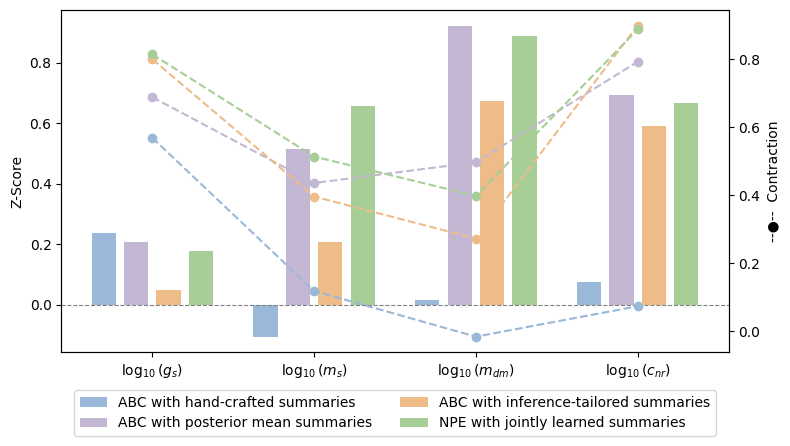 Z-Score
0.8
0.6
0.4
0.2
0.0
0.8
0.6
0.4
0.2
0.0
--●-- Contraction
log₁₀(gₛ) log₁₀(mₛ) log₁₀(m_dm) log₁₀(c_nr)
ABC with hand-crafted summaries ABC with inference-tailored summaries
ABC with posterior mean summaries NPE with jointly learned summaries